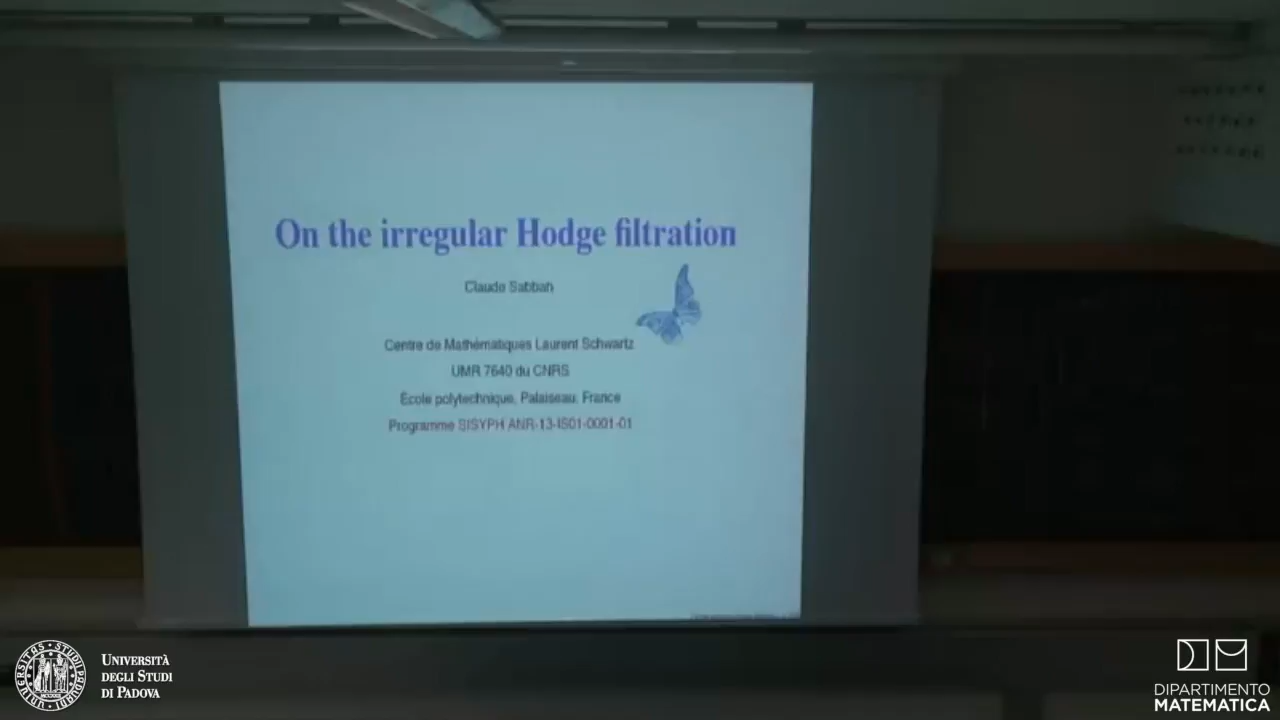 On the irregular Hodge filtration
Claude Sabbah
Centre de Mathématiques Laurent Schwartz
UMR 7640 du CNRS
École polytechnique, Palaiseau, France
Programme SISYPH ANR-13-IS01-0001-01
UNIVERSITÀ
DEGLI STUDI
DI PADOVA
DIPARTIMENTO
MATEMATICA